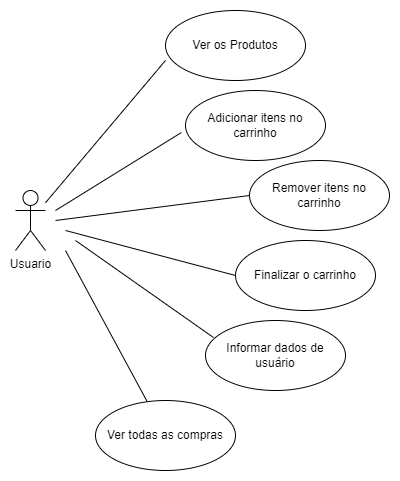 Ver os Produtos
Adicionar itens no
carrinho
Remover itens no
carrinho
Usuario
Finalizar o carrinho
Informar dados de
usuário
Ver todas as compras